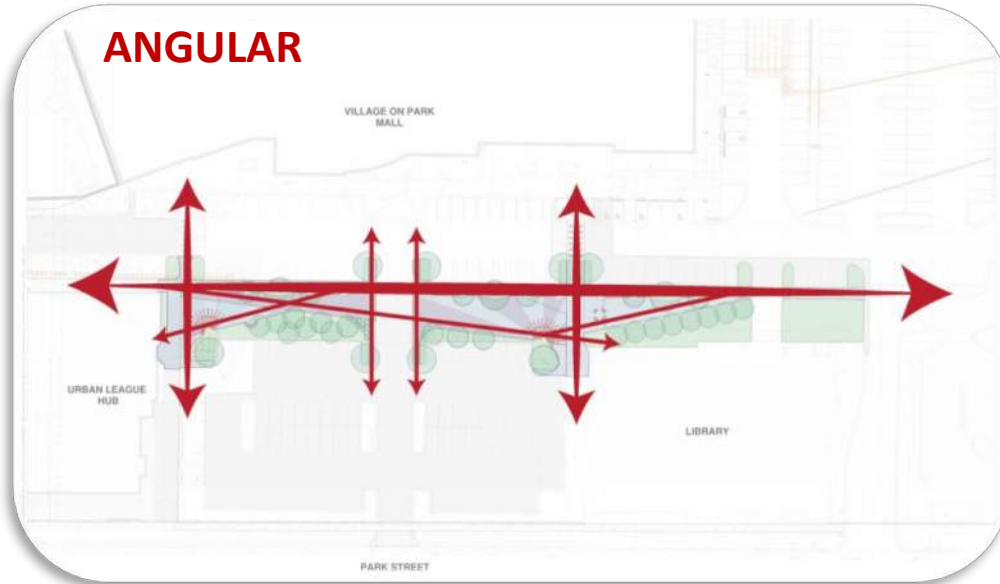 ANGULAR
VILLAGE ON PARK
MALL
URBAN LEAGUE
HUB
LIBRARY
PARK STREET